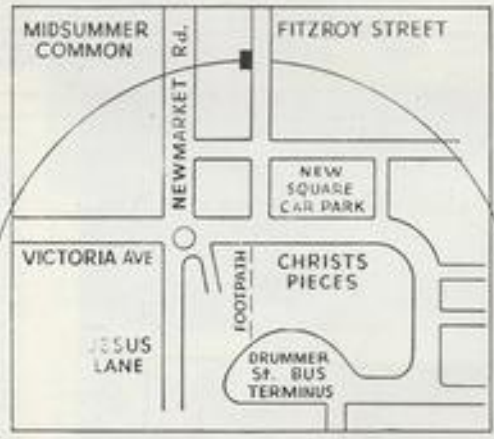 MIDSUMMER
COMMON
NEWMARKET Rd.
FITZROY STREET
NEW
SQUARE
CAR PARK
VICTORIA AVE
FOOTPATH
CHRISTS
PIECES
JESUS
LANE
DRUMMER
St. BUS
TERMINUS